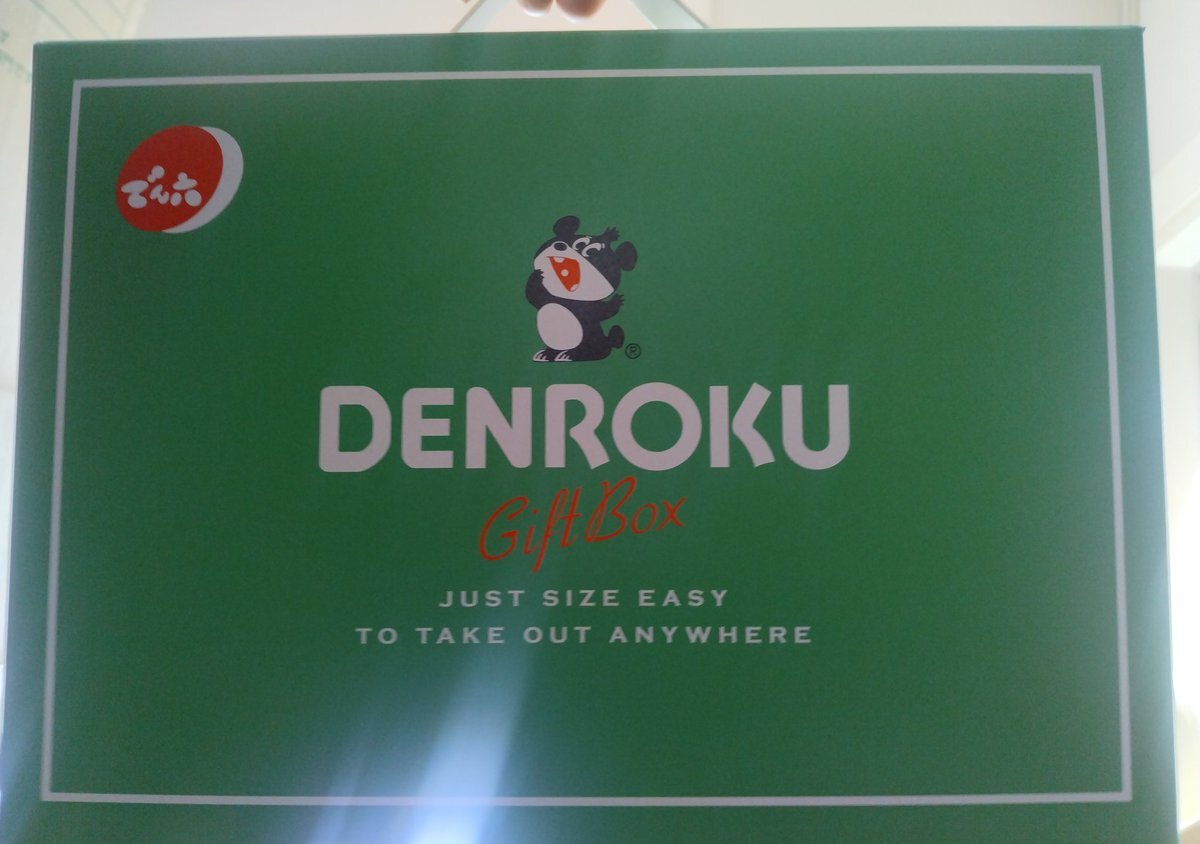 でん六
®
DENROKU
Gift Box
JUST SIZE EASY
TO TAKE OUT ANYWHERE